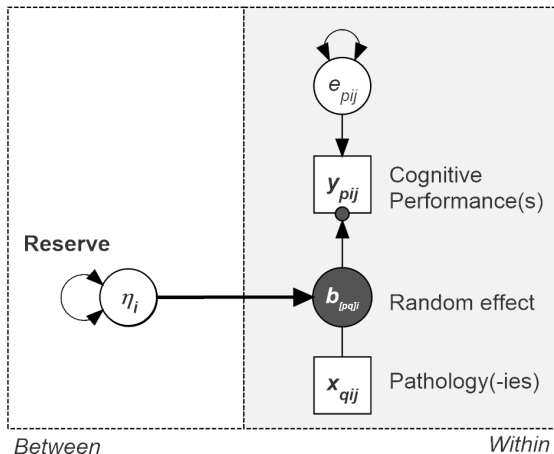 e_pij
y_pij
Cognitive
Performance(s)
Reserve
η_i
b_[pq]i
Random effect
x_qij
Pathology(-ies)
Between
Within